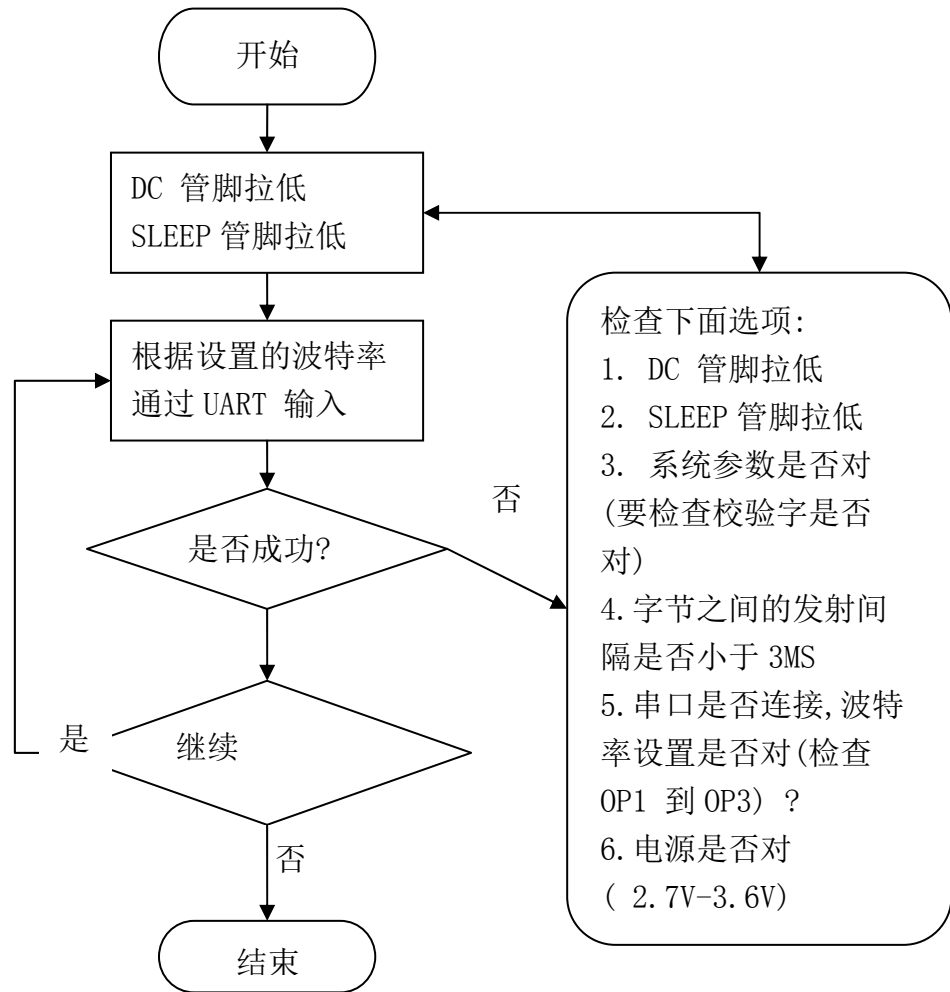 开始
DC 管脚拉低
SLEEP 管脚拉低
根据设置的波特率
通过 UART 输入
是否成功?
否
检查下面选项:
1. DC 管脚拉低
2. SLEEP 管脚拉低
3. 系统参数是否对
(要检查校验字是否
对)
4.字节之间的发射间
隔是否小于 3MS
5.串口是否连接,波特
率设置是否对(检查
OP1 到 OP3) ?
6.电源是否对
( 2.7V-3.6V)
是
继续
否
结束